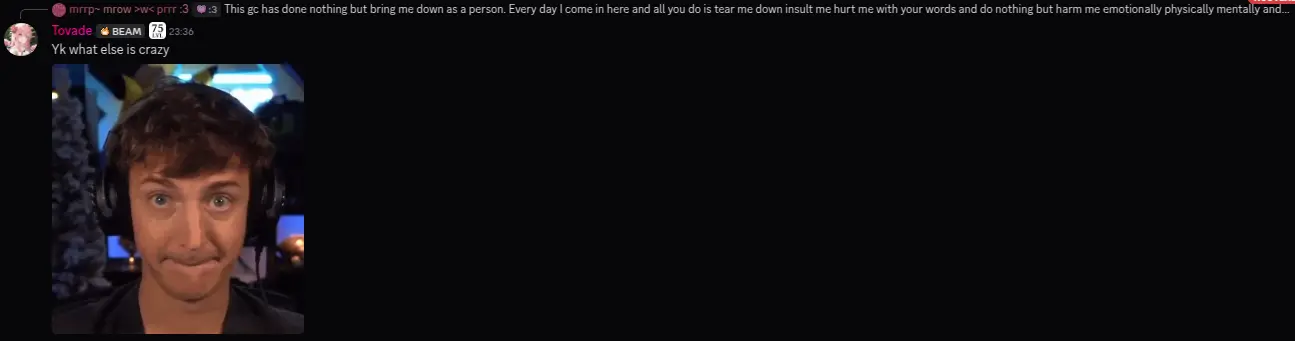 mrrp~ mrow >w< prrr :3 :3 This gc has done nothing but bring me down as a person. Every day I come in here and all you do is tear me down insult me hurt me with your words and do nothing but harm me emotionally physically mentally and...
Tovade BEAM 75 LVL 23:36
Yk what else is crazy